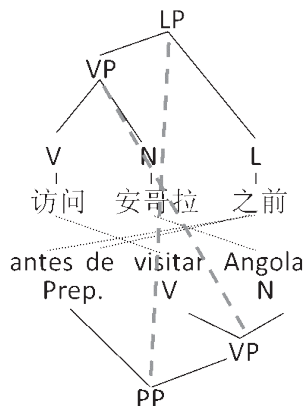 LP
VP
V N L
访问 安哥拉 之前
antes de visitar Angola
Prep. V N
VP
PP